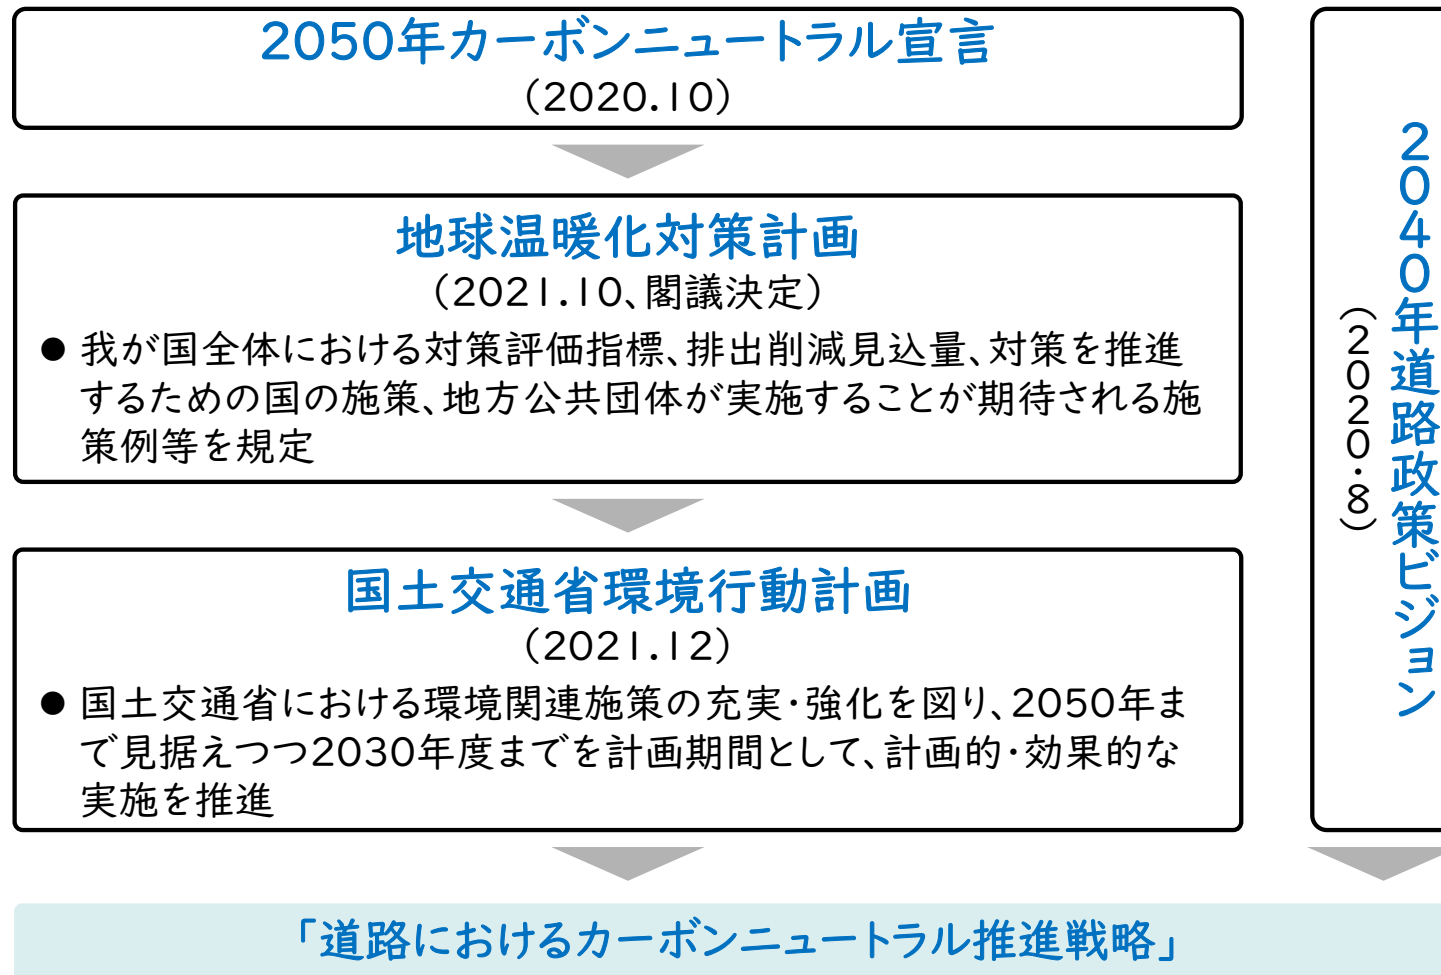 2050年カーボンニュートラル宣言
（2020.10）
地球温暖化対策計画
（2021.10、閣議決定）
● 我が国全体における対策評価指標、排出削減見込量、対策を推進
するための国の施策、地方公共団体が実施することが期待される施
策例等を規定
国土交通省環境行動計画
（2021.12）
● 国土交通省における環境関連施策の充実・強化を図り、2050年ま
で見据えつつ2030年度までを計画期間として、計画的・効果的な
実施を推進
2040年道路政策ビジョン
（2020.8）
「道路におけるカーボンニュートラル推進戦略」